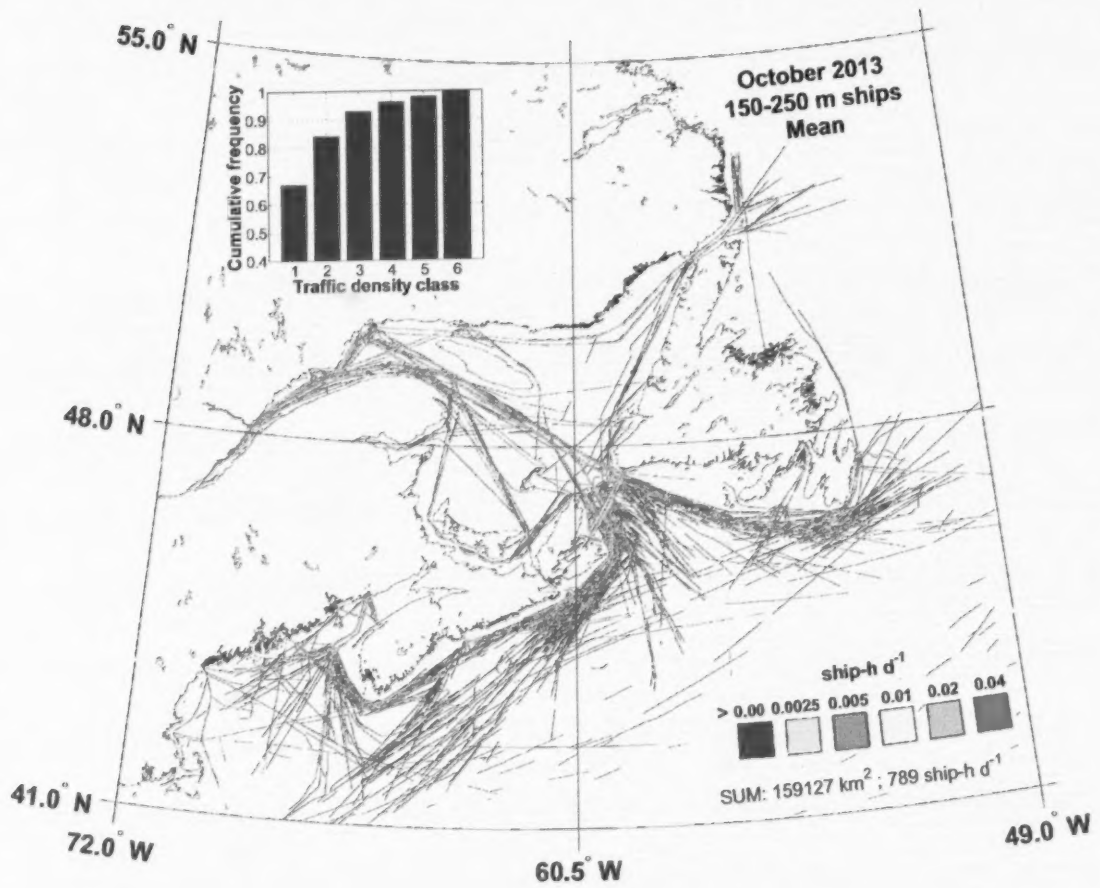 55.0° N
October 2013
150-250 m ships
Mean
Cumulative frequency
1
0.9
0.8
0.7
0.6
0.5
0.4
1 2 3 4 5 6
Traffic density class
48.0° N
ship-h d⁻¹
> 0.00 0.0025 0.005 0.01 0.02 0.04
SUM: 159127 km² ; 789 ship-h d⁻¹
41.0° N
72.0° W
60.5° W
49.0° W